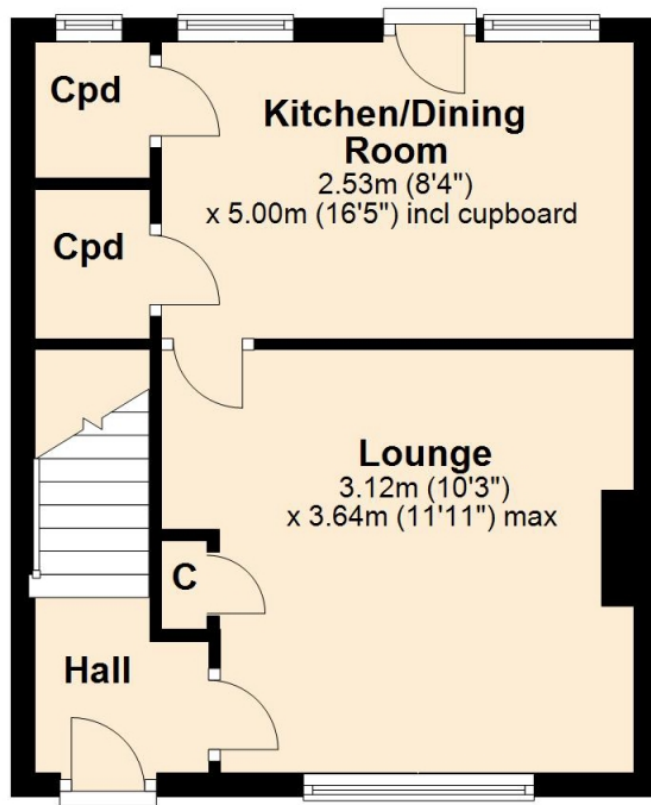 Cpd
Kitchen/Dining
Room
2.53m (8'4")
x 5.00m (16'5") incl cupboard
Cpd
Lounge
3.12m (10'3")
x 3.64m (11'11") max
C
Hall